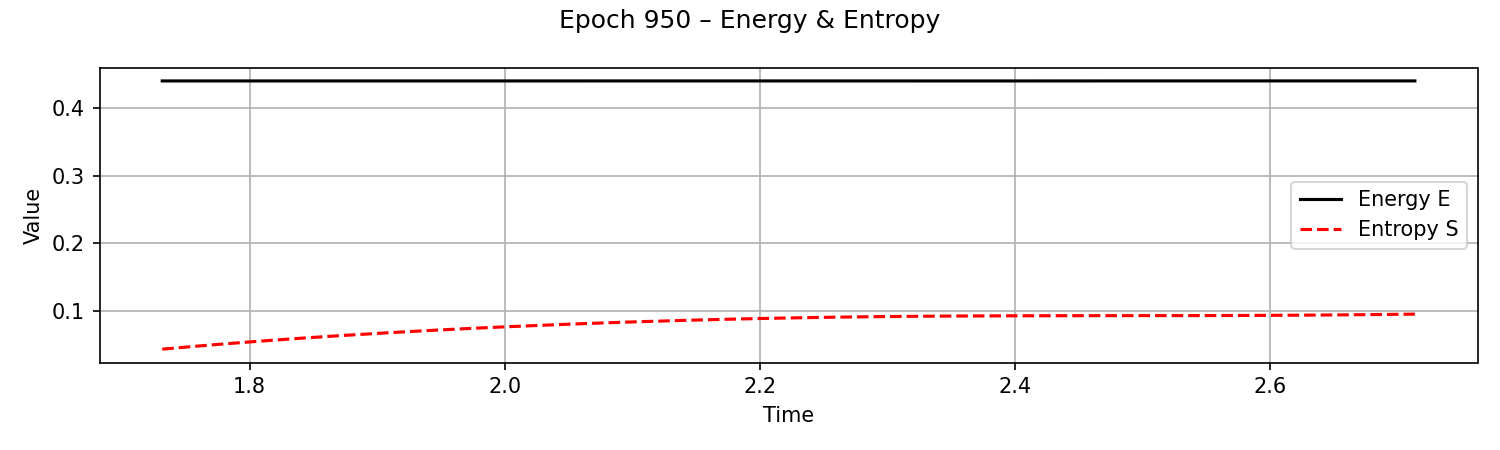 Epoch 950 – Energy & Entropy
Value
0.4
0.3
0.2
0.1
Energy E
Entropy S
1.8 2.0 2.2 2.4 2.6
Time